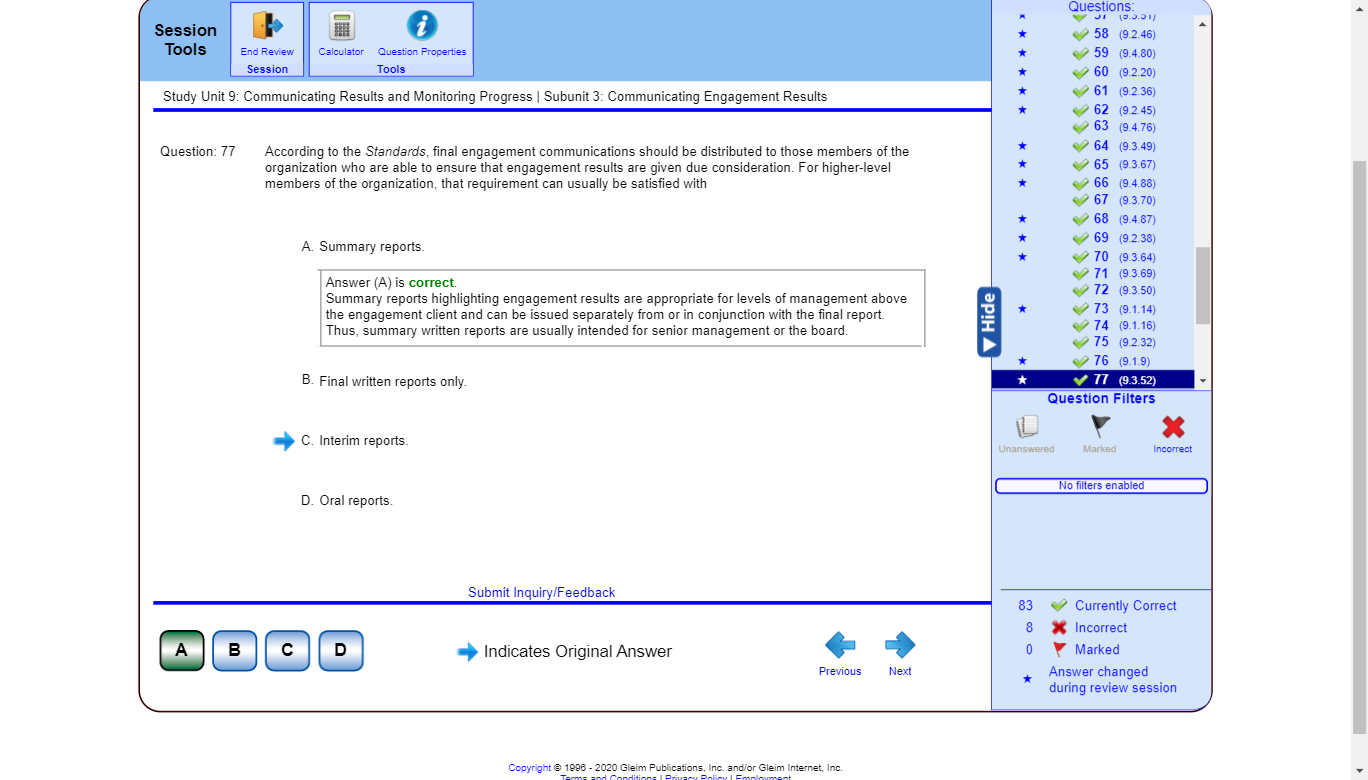 Session
Tools
End Review
Session
Calculator
Question Properties
Tools
Study Unit 9: Communicating Results and Monitoring Progress | Subunit 3: Communicating Engagement Results
Question: 77
According to the Standards, final engagement communications should be distributed to those members of the
organization who are able to ensure that engagement results are given due consideration. For higher-level
members of the organization, that requirement can usually be satisfied with
A. Summary reports.
Answer (A) is correct.
Summary reports highlighting engagement results are appropriate for levels of management above
the engagement client and can be issued separately from or in conjunction with the final report.
Thus, summary written reports are usually intended for senior management or the board.
B. Final written reports only.
C. Interim reports.
D. Oral reports.
Submit Inquiry/Feedback
A
B
C
D
Indicates Original Answer
Previous
Next
Hide
Questions:
57 (9.3.51)
58 (9.2.46)
59 (9.4.80)
60 (9.2.20)
61 (9.2.36)
62 (9.2.45)
63 (9.4.76)
64 (9.3.49)
65 (9.3.67)
66 (9.4.88)
67 (9.3.70)
68 (9.4.87)
69 (9.2.38)
70 (9.3.64)
71 (9.3.69)
72 (9.3.50)
73 (9.1.14)
74 (9.1.16)
75 (9.2.32)
76 (9.1.9)
77 (9.3.52)
Question Filters
Unanswered
Marked
Incorrect
No filters enabled
83 Currently Correct
8 Incorrect
0 Marked
Answer changed
during review session
Copyright © 1996 - 2020 Gleim Publications, Inc. and/or Gleim Internet, Inc.
Terms and Conditions | Privacy Policy | Employment